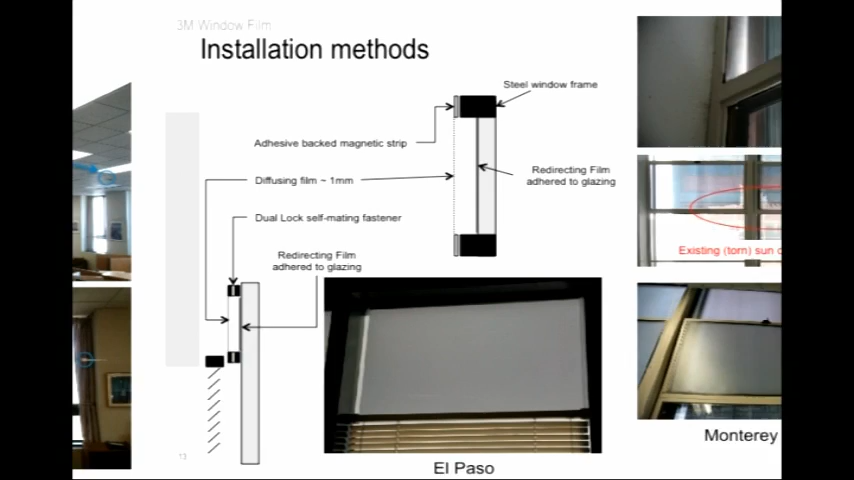 3M Window Film
Installation methods
Steel window frame
Adhesive backed magnetic strip
Redirecting Film
adhered to glazing
Diffusing film ~ 1mm
Dual Lock self-mating fastener
Redirecting Film
adhered to glazing
Existing (torn) sun
Monterey
13
El Paso